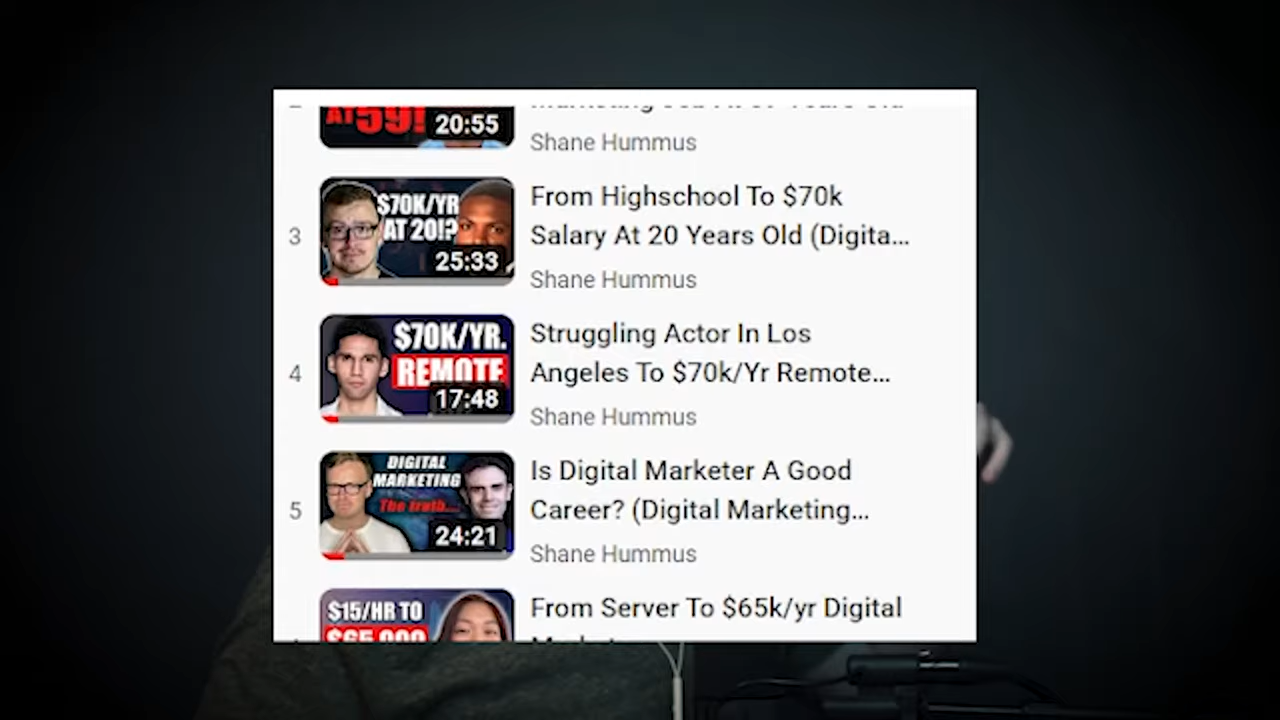 AT 59!
20:55
Shane Hummus
3
$70K/YR
AT 20!?
25:33
From Highschool To $70k
Salary At 20 Years Old (Digita...
Shane Hummus
4
$70K/YR.
REMOTE
17:48
Struggling Actor In Los
Angeles To $70k/Yr Remote...
Shane Hummus
5
DIGITAL
MARKETING
The truth...
24:21
Is Digital Marketer A Good
Career? (Digital Marketing...
Shane Hummus
$15/HR TO
$65,000
From Server To $65k/yr Digital